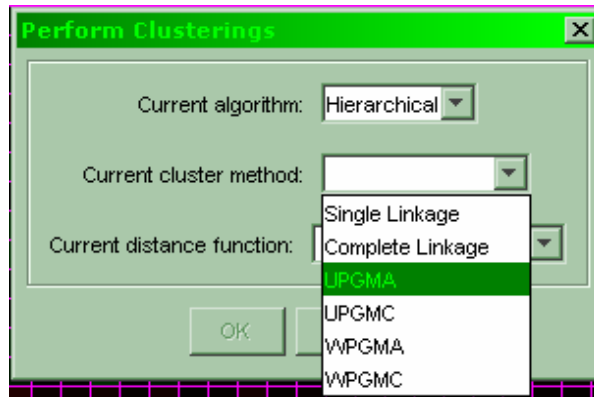 Perform Clusterings
Current algorithm: Hierarchical
Current cluster method:
Single Linkage
Current distance function: Complete Linkage
UPGMA
UPGMC
OK
WPGMA
WPGMC